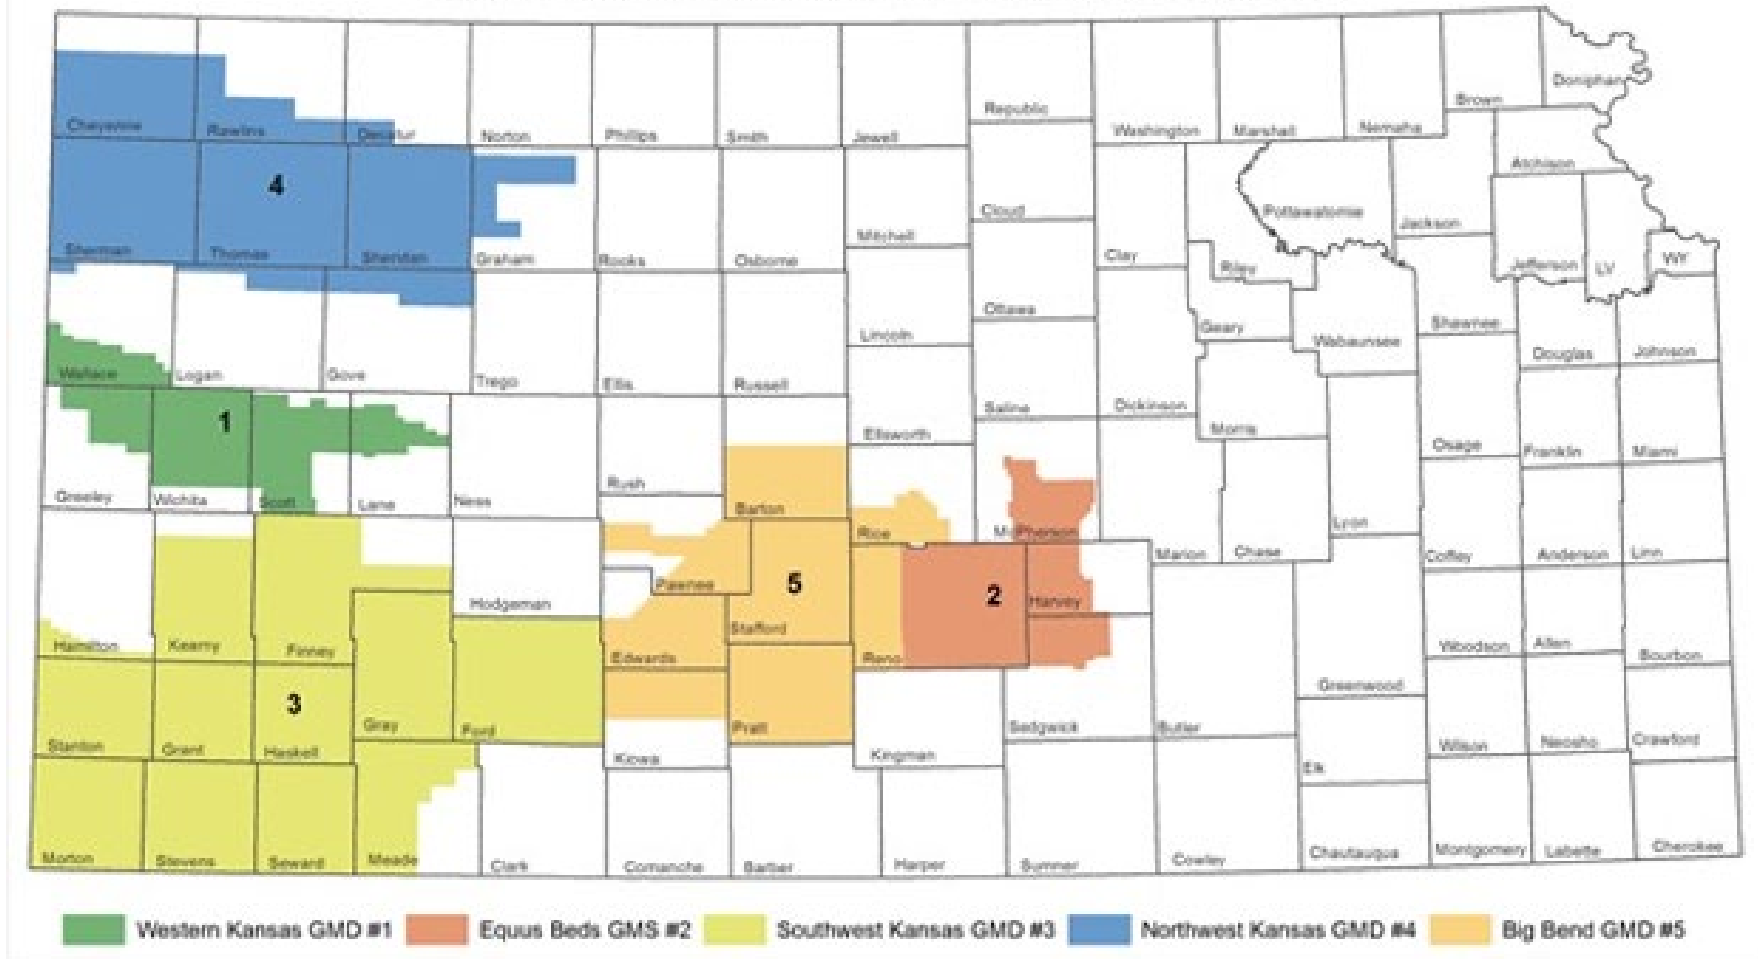 Doniphan
Brown
Republic
Cheyenne Rawlins Decatur Norton Phillips Smith Jewell Washington Marshall Nemaha
Atchison
4
Pottawatomie
Cloud
Jackson
Mitchell
Sherman Thomas Sheridan Graham Rooks Osborne Clay Riley Jefferson LV WY
Ottawa
Geary Shawnee
Lincoln Wabaunsee
Douglas Johnson
Wallace Logan Gove Trego Ellis Russell
Saline Dickinson
1
Ellsworth Morris
Osage Franklin Miami
Rush
Greeley Wichita Scott Lane Ness
Barton
Rice McPherson Lyon
Marion Chase Coffey Anderson Linn
5 2
Pawnee
Hodgeman Harvey
Stafford
Hamilton Kearny Finney Edwards Reno Woodson Allen Bourbon
Greenwood
3
Gray Ford Pratt Sedgwick Butler
Stanton Grant Haskell Kiowa Kingman Wilson Neosho Crawford
Elk
Morton Stevens Seward Meade Clark Comanche Barber Harper Sumner Cowley Chautauqua Montgomery Labette Cherokee
Western Kansas GMD #1 Equus Beds GMS #2 Southwest Kansas GMD #3 Northwest Kansas GMD #4 Big Bend GMD #5